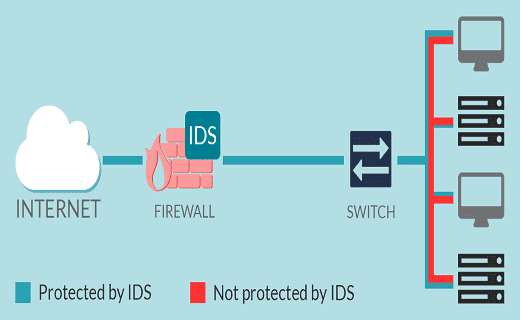 IDS
INTERNET
FIREWALL
SWITCH
Protected by IDS
Not protected by IDS